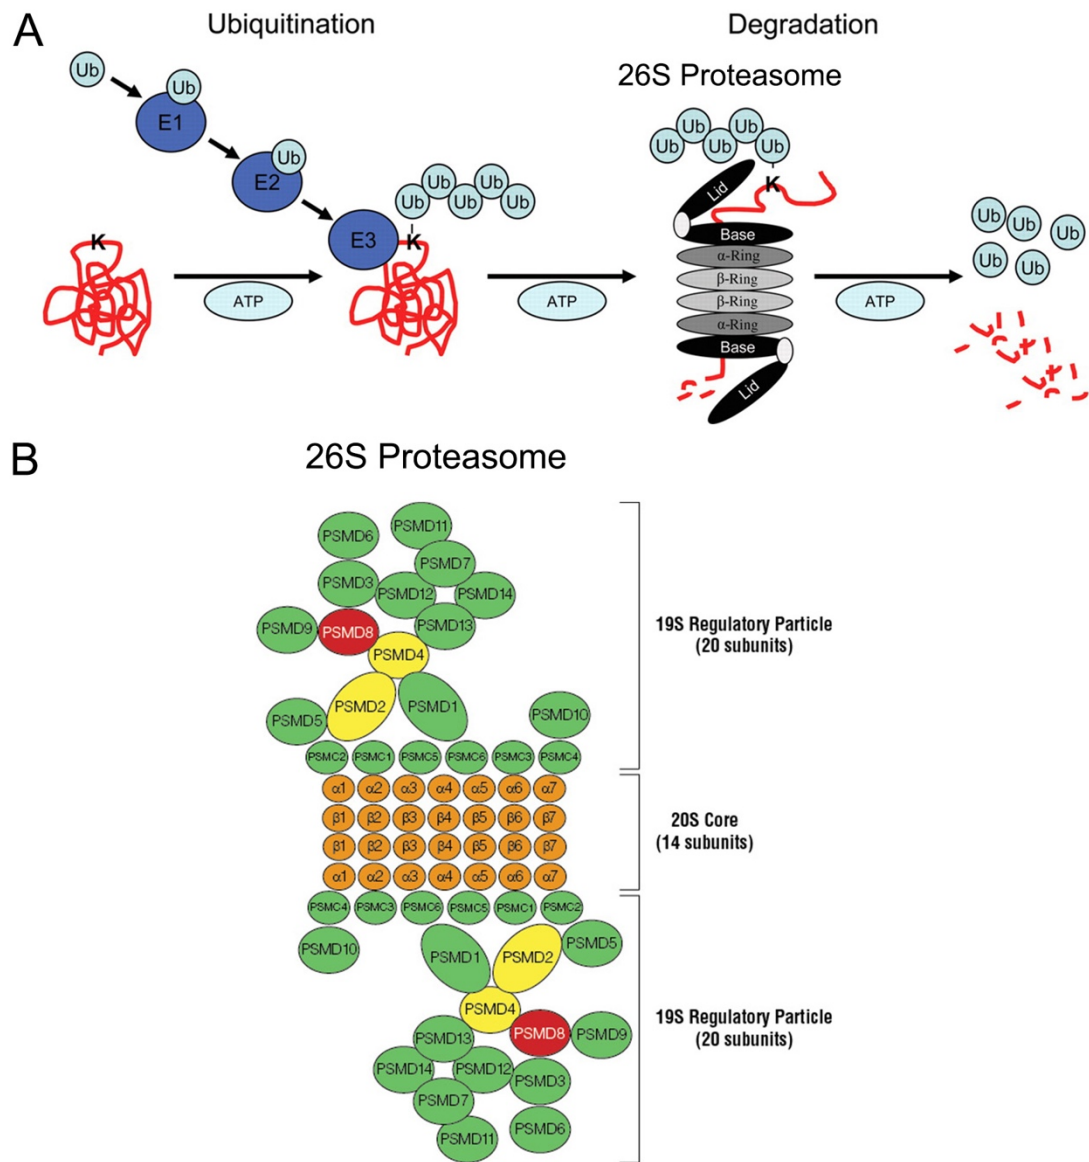 A
Ubiquitination
Degradation
26S Proteasome
Ub
Ub
E1
Ub
E2
Ub Ub Ub Ub Ub Ub
E3
K
K
ATP
ATP
Ub Ub Ub Ub Ub
K
Lid
Base
α-Ring
β-Ring
β-Ring
α-Ring
Base
Lid
ATP
Ub Ub Ub
Ub Ub
B
26S Proteasome
PSMD11
PSMD6
PSMD7
PSMD3
PSMD12 PSMD14
PSMD9 PSMD8 PSMD13
PSMD4
PSMD2 PSMD1
PSMD5 PSMD10
PSMC2 PSMC1 PSMC5 PSMC6 PSMC3 PSMC4
19S Regulatory Particle
(20 subunits)
α1 α2 α3 α4 α5 α6 α7
β1 β2 β3 β4 β5 β6 β7
β1 β2 β3 β4 β5 β6 β7
α1 α2 α3 α4 α5 α6 α7
20S Core
(14 subunits)
PSMC4 PSMC3 PSMC6 PSMC5 PSMC1 PSMC2
PSMD10 PSMD1 PSMD2 PSMD5
PSMD4
PSMD13 PSMD8 PSMD9
PSMD14 PSMD12 PSMD3
PSMD7
PSMD11 PSMD6
19S Regulatory Particle
(20 subunits)